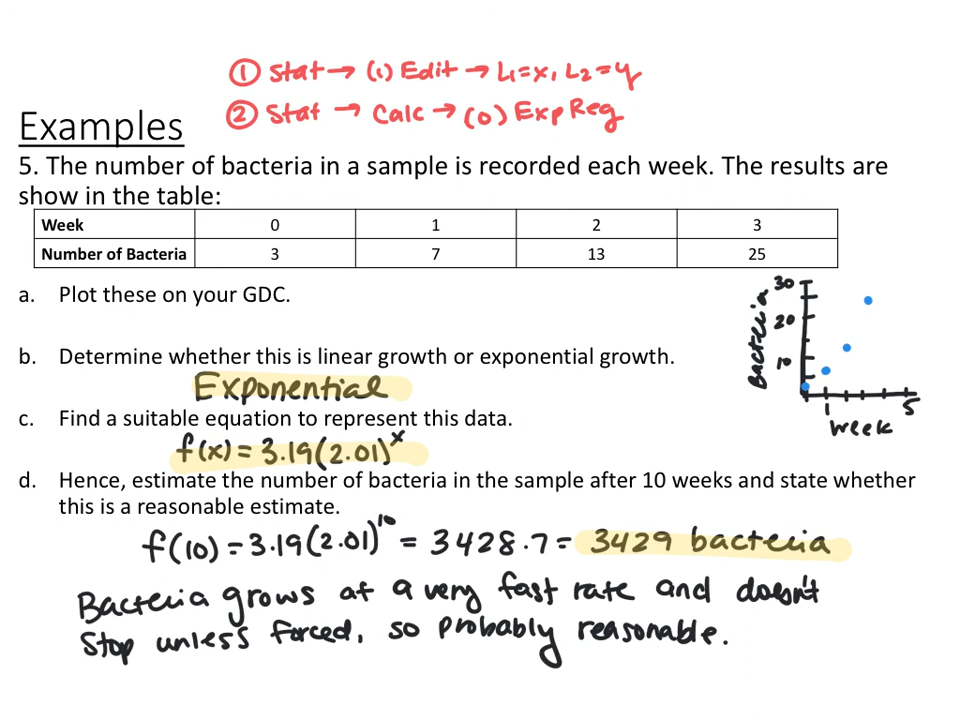 ① Stat → (1) Edit → L1=x, L2=y
② Stat → Calc → (0) ExpReg
Examples
5. The number of bacteria in a sample is recorded each week. The results are
show in the table:
Week 0 1 2 3
Number of Bacteria 3 7 13 25
a. Plot these on your GDC.
30
20
10
Bacteria
1 5
Week
b. Determine whether this is linear growth or exponential growth.
Exponential
c. Find a suitable equation to represent this data.
f(x) = 3.19(2.01)^x
d. Hence, estimate the number of bacteria in the sample after 10 weeks and state whether
this is a reasonable estimate.
f(10) = 3.19(2.01)^10 = 3428.7 = 3429 bacteria
Bacteria grows at a very fast rate and doesn't
stop unless forced, so probably reasonable.